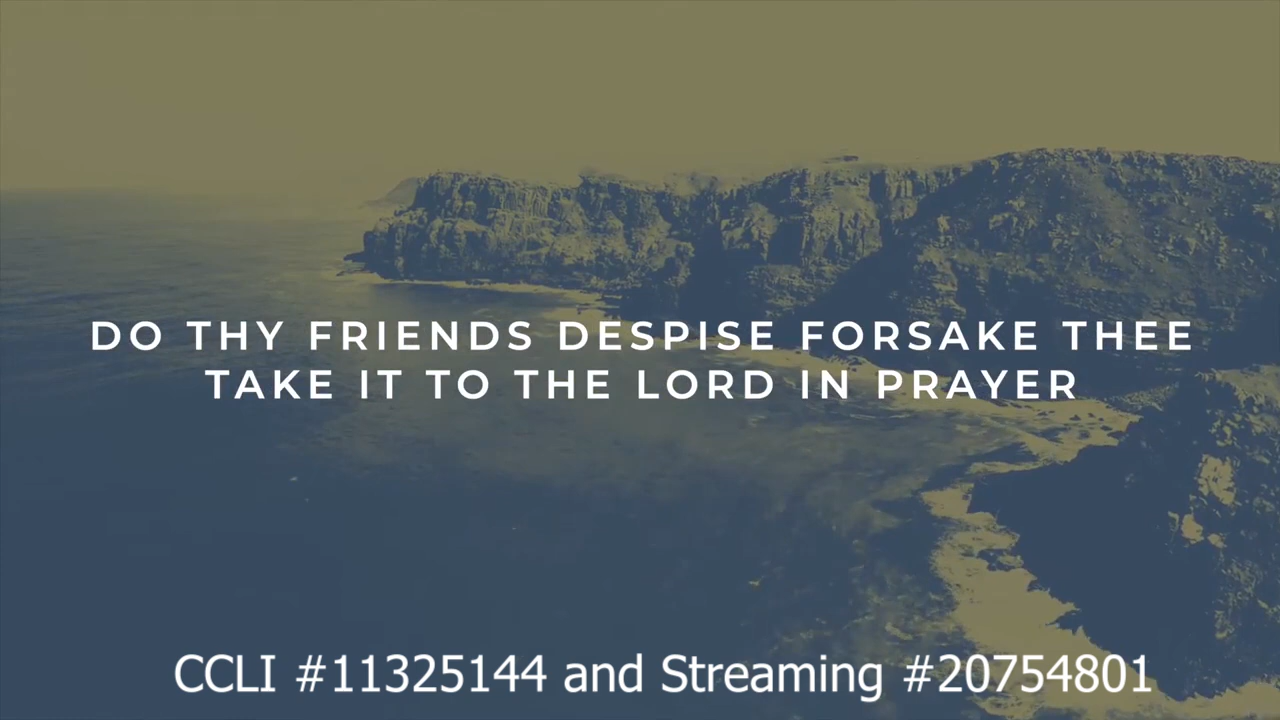 DO THY FRIENDS DESPISE FORSAKE THEE
TAKE IT TO THE LORD IN PRAYER
CCLI #11325144 and Streaming #20754801